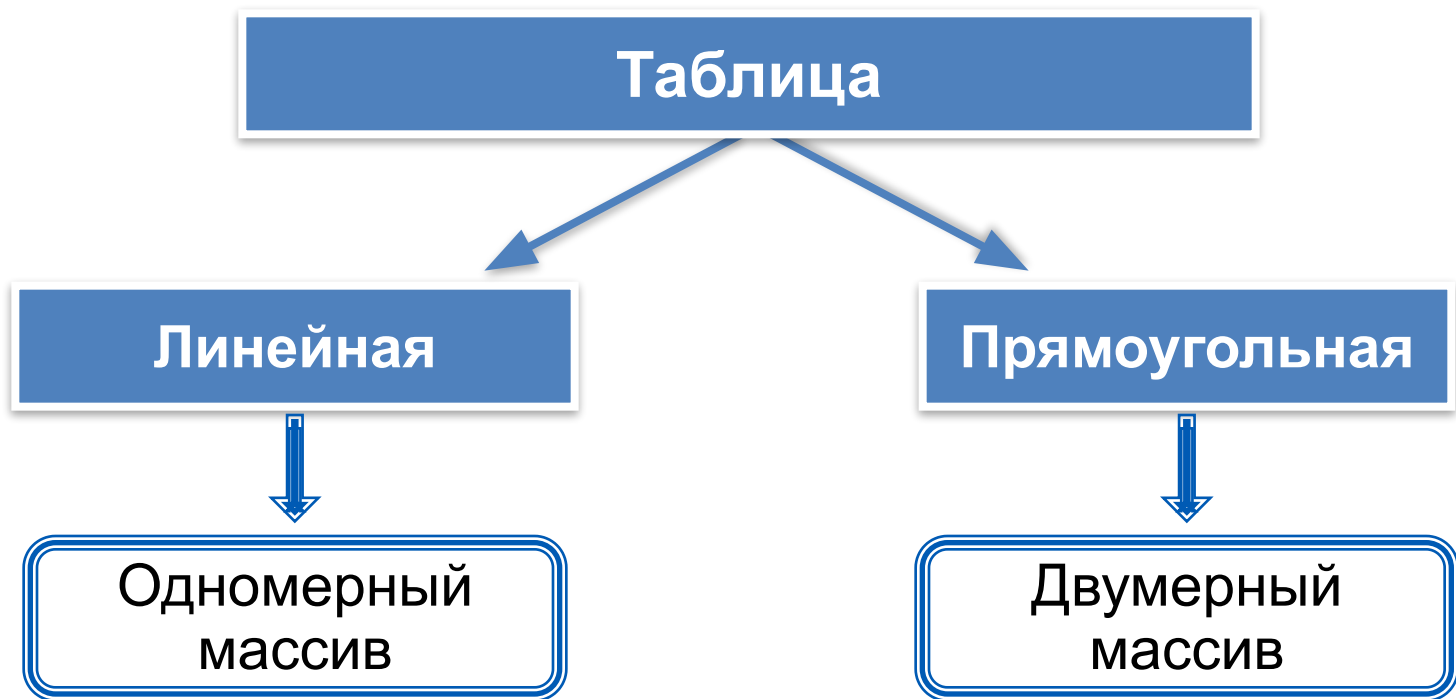 Таблица
Линейная
Прямоугольная
Одномерный
массив
Двумерный
массив